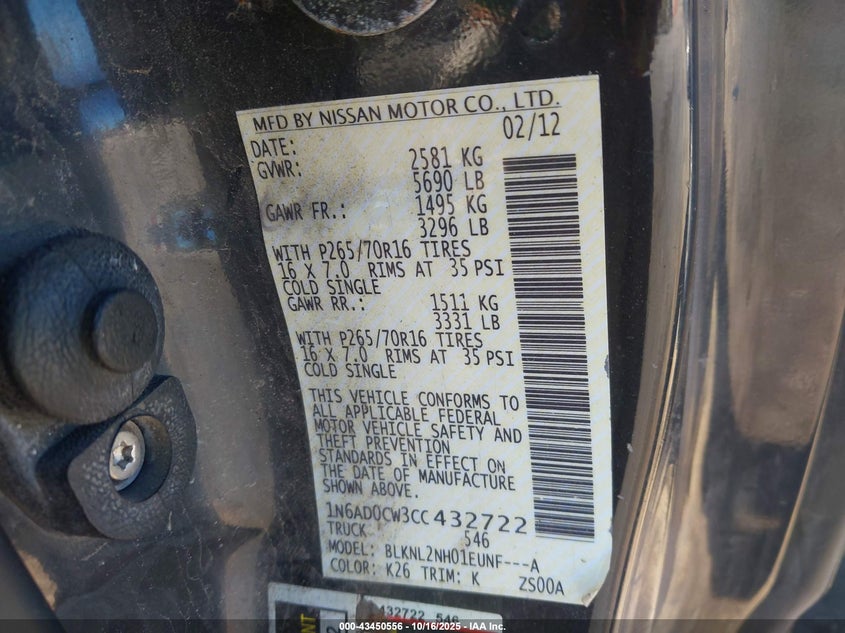 MFD BY NISSAN MOTOR CO., LTD.
DATE: 02/12
GVWR: 2581 KG
5690 LB
GAWR FR.: 1495 KG
3296 LB
WITH P265/70R16 TIRES
16 X 7.0 RIMS AT 35 PSI
COLD SINGLE
GAWR RR.: 1511 KG
3331 LB
WITH P265/70R16 TIRES
16 X 7.0 RIMS AT 35 PSI
COLD SINGLE
THIS VEHICLE CONFORMS TO
ALL APPLICABLE FEDERAL
MOTOR VEHICLE SAFETY AND
THEFT PREVENTION
STANDARDS IN EFFECT ON
THE DATE OF MANUFACTURE
SHOWN ABOVE.
1N6AD0CW3CC432722
TRUCK 546
MODEL: BLKNL2NH01EUNF---A
COLOR: K26 TRIM: K ZS00A
432722 546
000-43450556 - 10/16/2025 - IAA Inc.